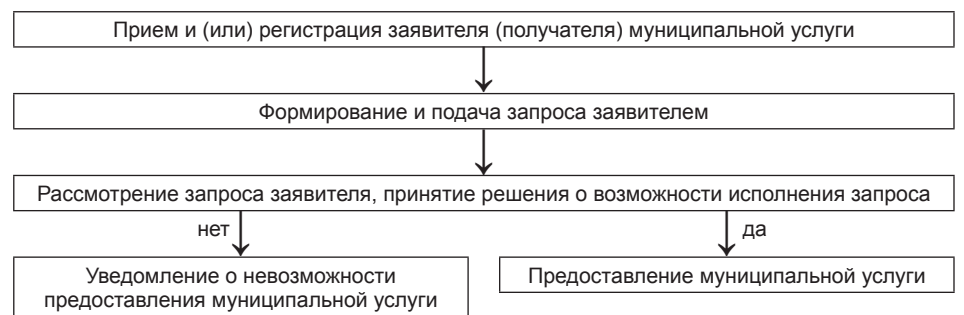 Прием и (или) регистрация заявителя (получателя) муниципальной услуги
Формирование и подача запроса заявителем
Рассмотрение запроса заявителя, принятие решения о возможности исполнения запроса
нет
да
Уведомление о невозможности
предоставления муниципальной услуги
Предоставление муниципальной услуги